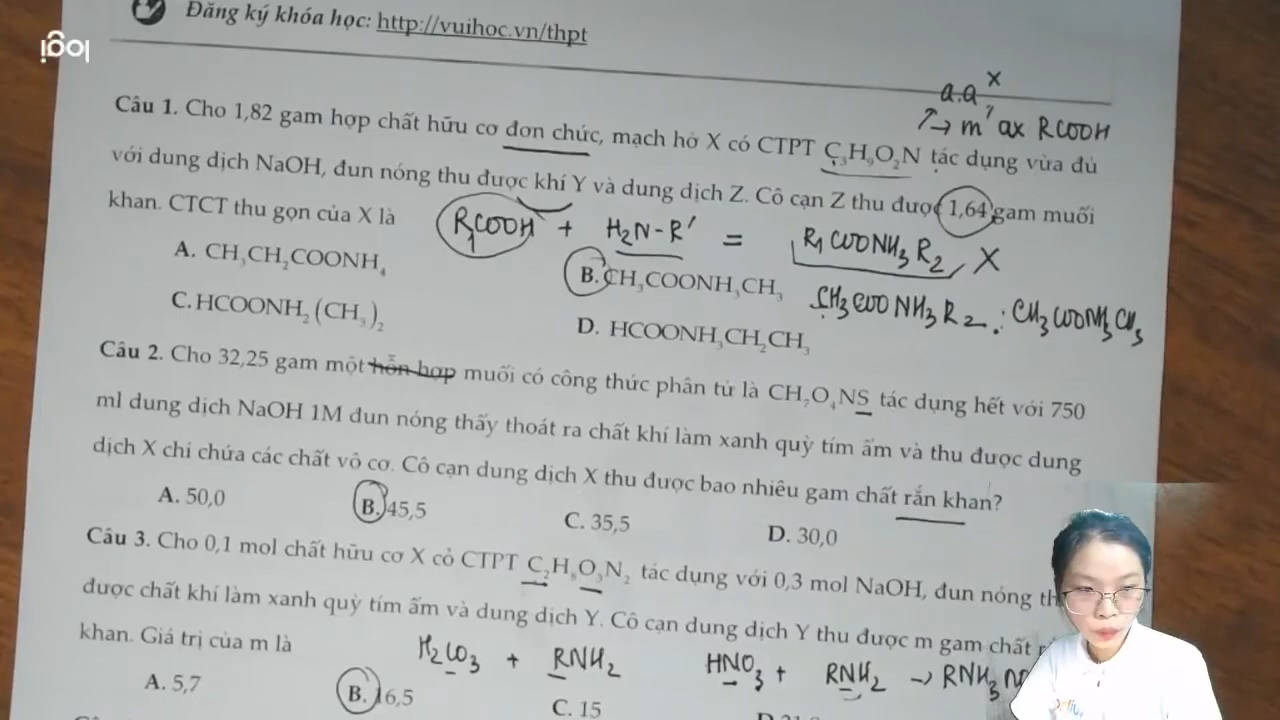 Đăng ký khóa học: http://vuihoc.vn/thpt
logi
a.a X
m' ax RCOOH
Câu 1. Cho 1,82 gam hợp chất hữu cơ đơn chức, mạch hở X có CTPT C₃H₉O₂N tác dụng vừa đủ
với dung dịch NaOH, đun nóng thu được khí Y và dung dịch Z. Cô cạn Z thu được 1,64 gam muối
khan. CTCT thu gọn của X là
R₁COOH + H₂N-R' = R₁COONH₃R₂ X
A. CH₃CH₂COONH₄
B. CH₃COONH₃CH₃
CH₃COONH₃R₂ : CH₃COONH₃CH₃
C. HCOONH₂(CH₃)₂
D. HCOONH₃CH₂CH₃
Câu 2. Cho 32,25 gam một hỗn hợp muối có công thức phân tử là CH₇O₄NS tác dụng hết với 750
ml dung dịch NaOH 1M đun nóng thấy thoát ra chất khí làm xanh quỳ tím ẩm và thu được dung
dịch X chỉ chứa các chất vô cơ. Cô cạn dung dịch X thu được bao nhiêu gam chất rắn khan?
A. 50,0
B. 45,5
C. 35,5
D. 30,0
Câu 3. Cho 0,1 mol chất hữu cơ X có CTPT C₂H₈O₃N₂ tác dụng với 0,3 mol NaOH, đun nóng
được chất khí làm xanh quỳ tím ẩm và dung dịch Y. Cô cạn dung dịch Y thu được m gam chất
khan. Giá trị của m là
H₂CO₃ + RNH₂ HNO₃ + RNH₂ → RNH₃
A. 5,7
B. 16,5
C. 15